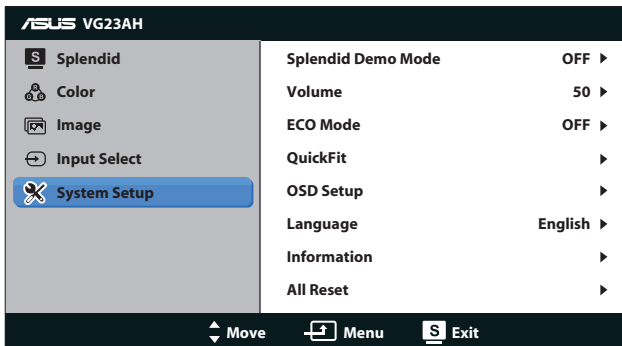 ASUS VG23AH
S Splendid
Color
Image
Input Select
System Setup
Splendid Demo Mode OFF
Volume 50
ECO Mode OFF
QuickFit
OSD Setup
Language English
Information
All Reset
Move Menu S Exit